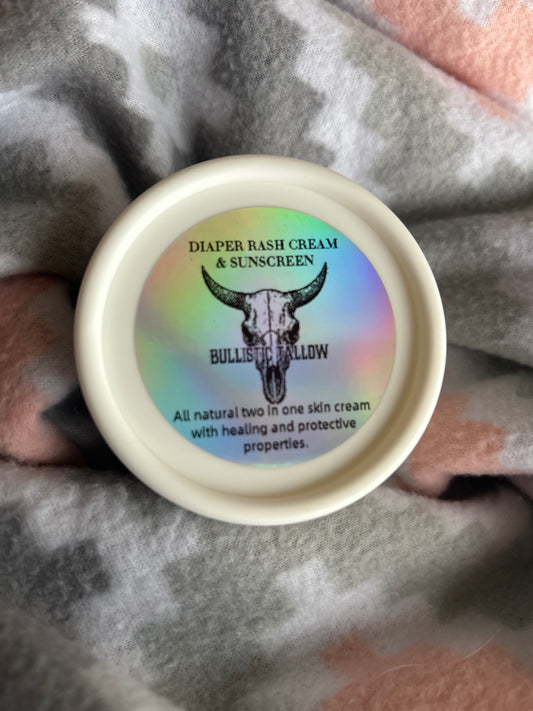 DIAPER RASH CREAM
& SUNSCREEN
BULLISTIC TALLOW
All natural two in one skin cream
with healing and protective
properties.